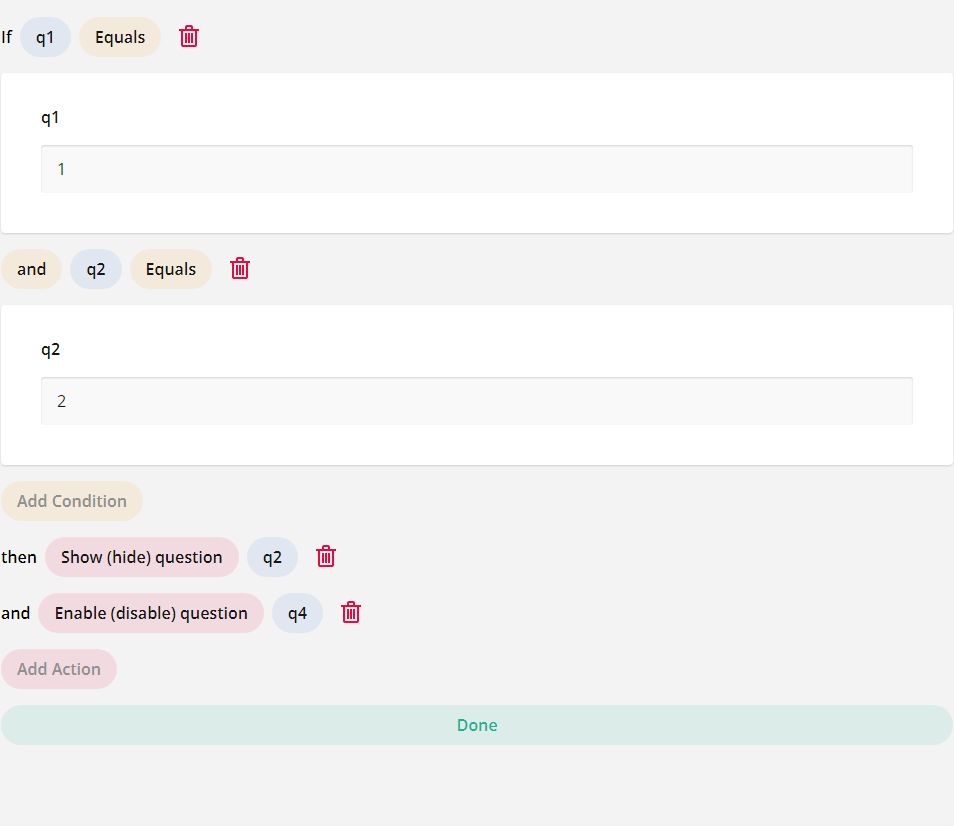 If q1 Equals
q1
1
and q2 Equals
q2
2
Add Condition
then Show (hide) question q2
and Enable (disable) question q4
Add Action
Done